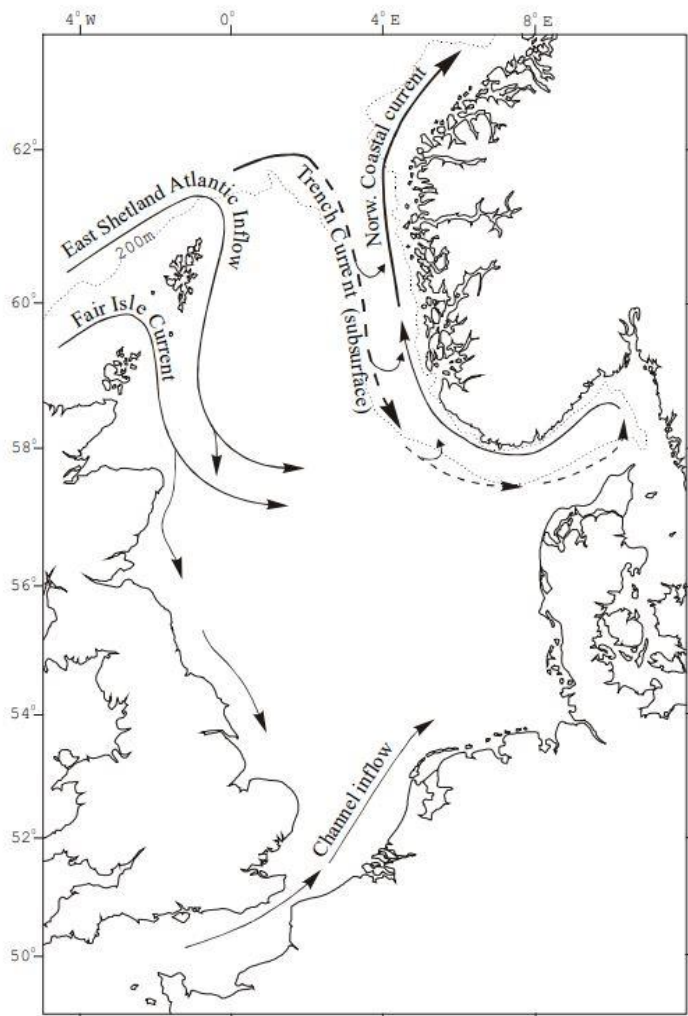 4° W
0°
4° E
8° E
62°
60°
58°
56°
54°
52°
50°
East Shetland Atlantic Inflow
200m
Fair Isle Current
Trench Current (subsurface)
Norw. Coastal current
Channel inflow